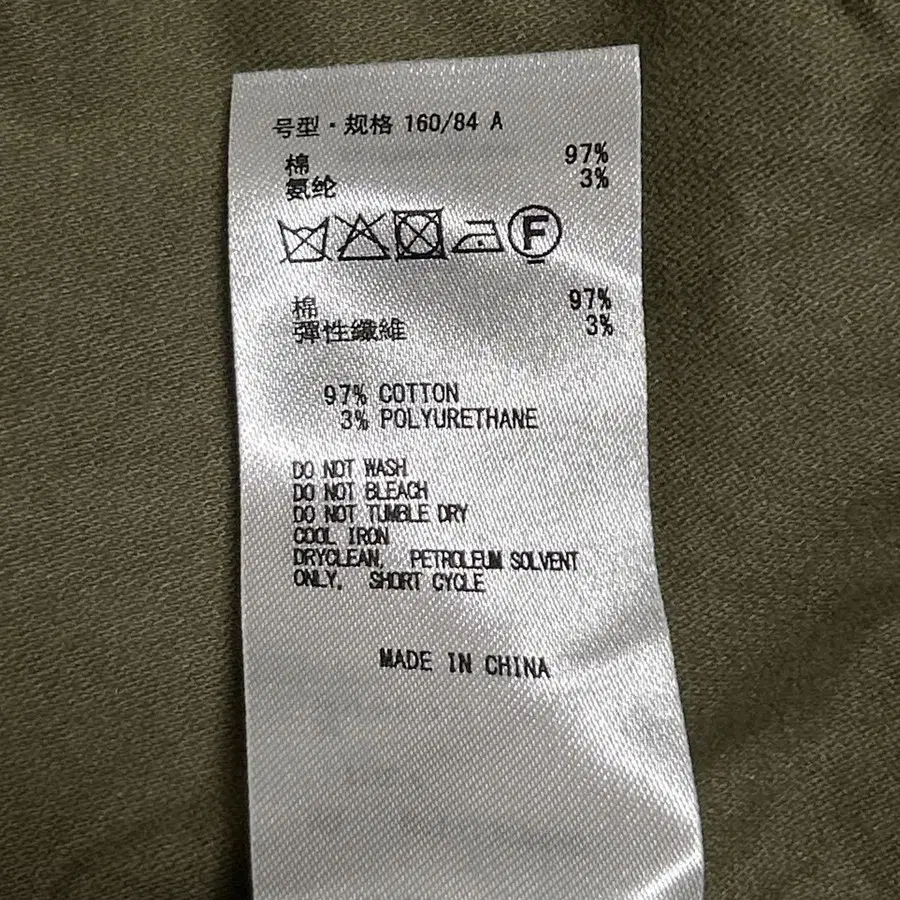 号型・规格 160/84 A
棉 97%
氨纶 3%
F
棉 97%
彈性纖維 3%
97% COTTON
3% POLYURETHANE
DO NOT WASH
DO NOT BLEACH
DO NOT TUMBLE DRY
COOL IRON
DRYCLEAN, PETROLEUM SOLVENT
ONLY, SHORT CYCLE
MADE IN CHINA